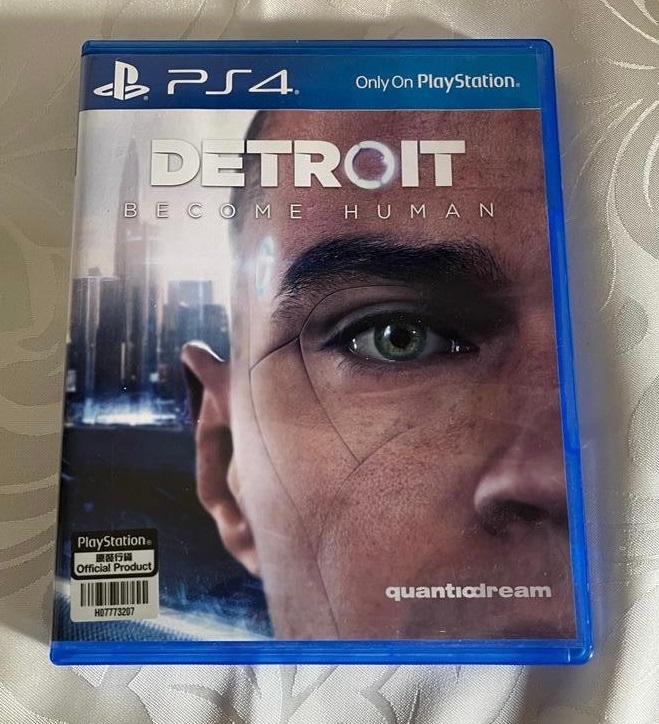 PS4
Only On PlayStation
DETROIT
BECOME HUMAN
PlayStation
原裝行貨
Official Product
H07773207
quanticdream